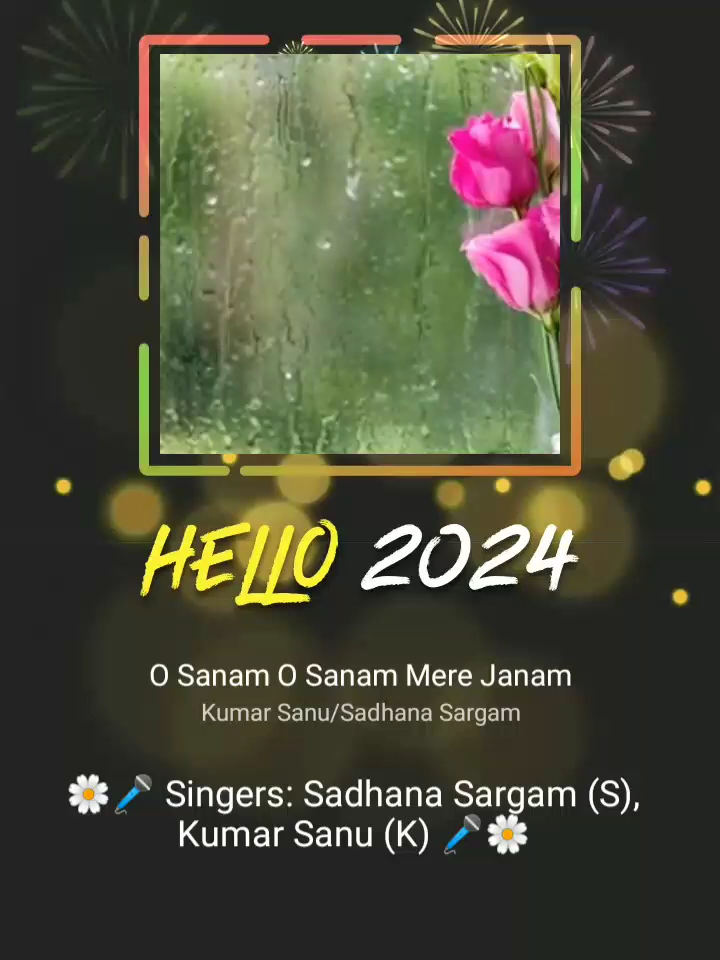 HELLO 2024
O Sanam O Sanam Mere Janam
Kumar Sanu/Sadhana Sargam
🌼🎤 Singers: Sadhana Sargam (S),
Kumar Sanu (K) 🎤🌼